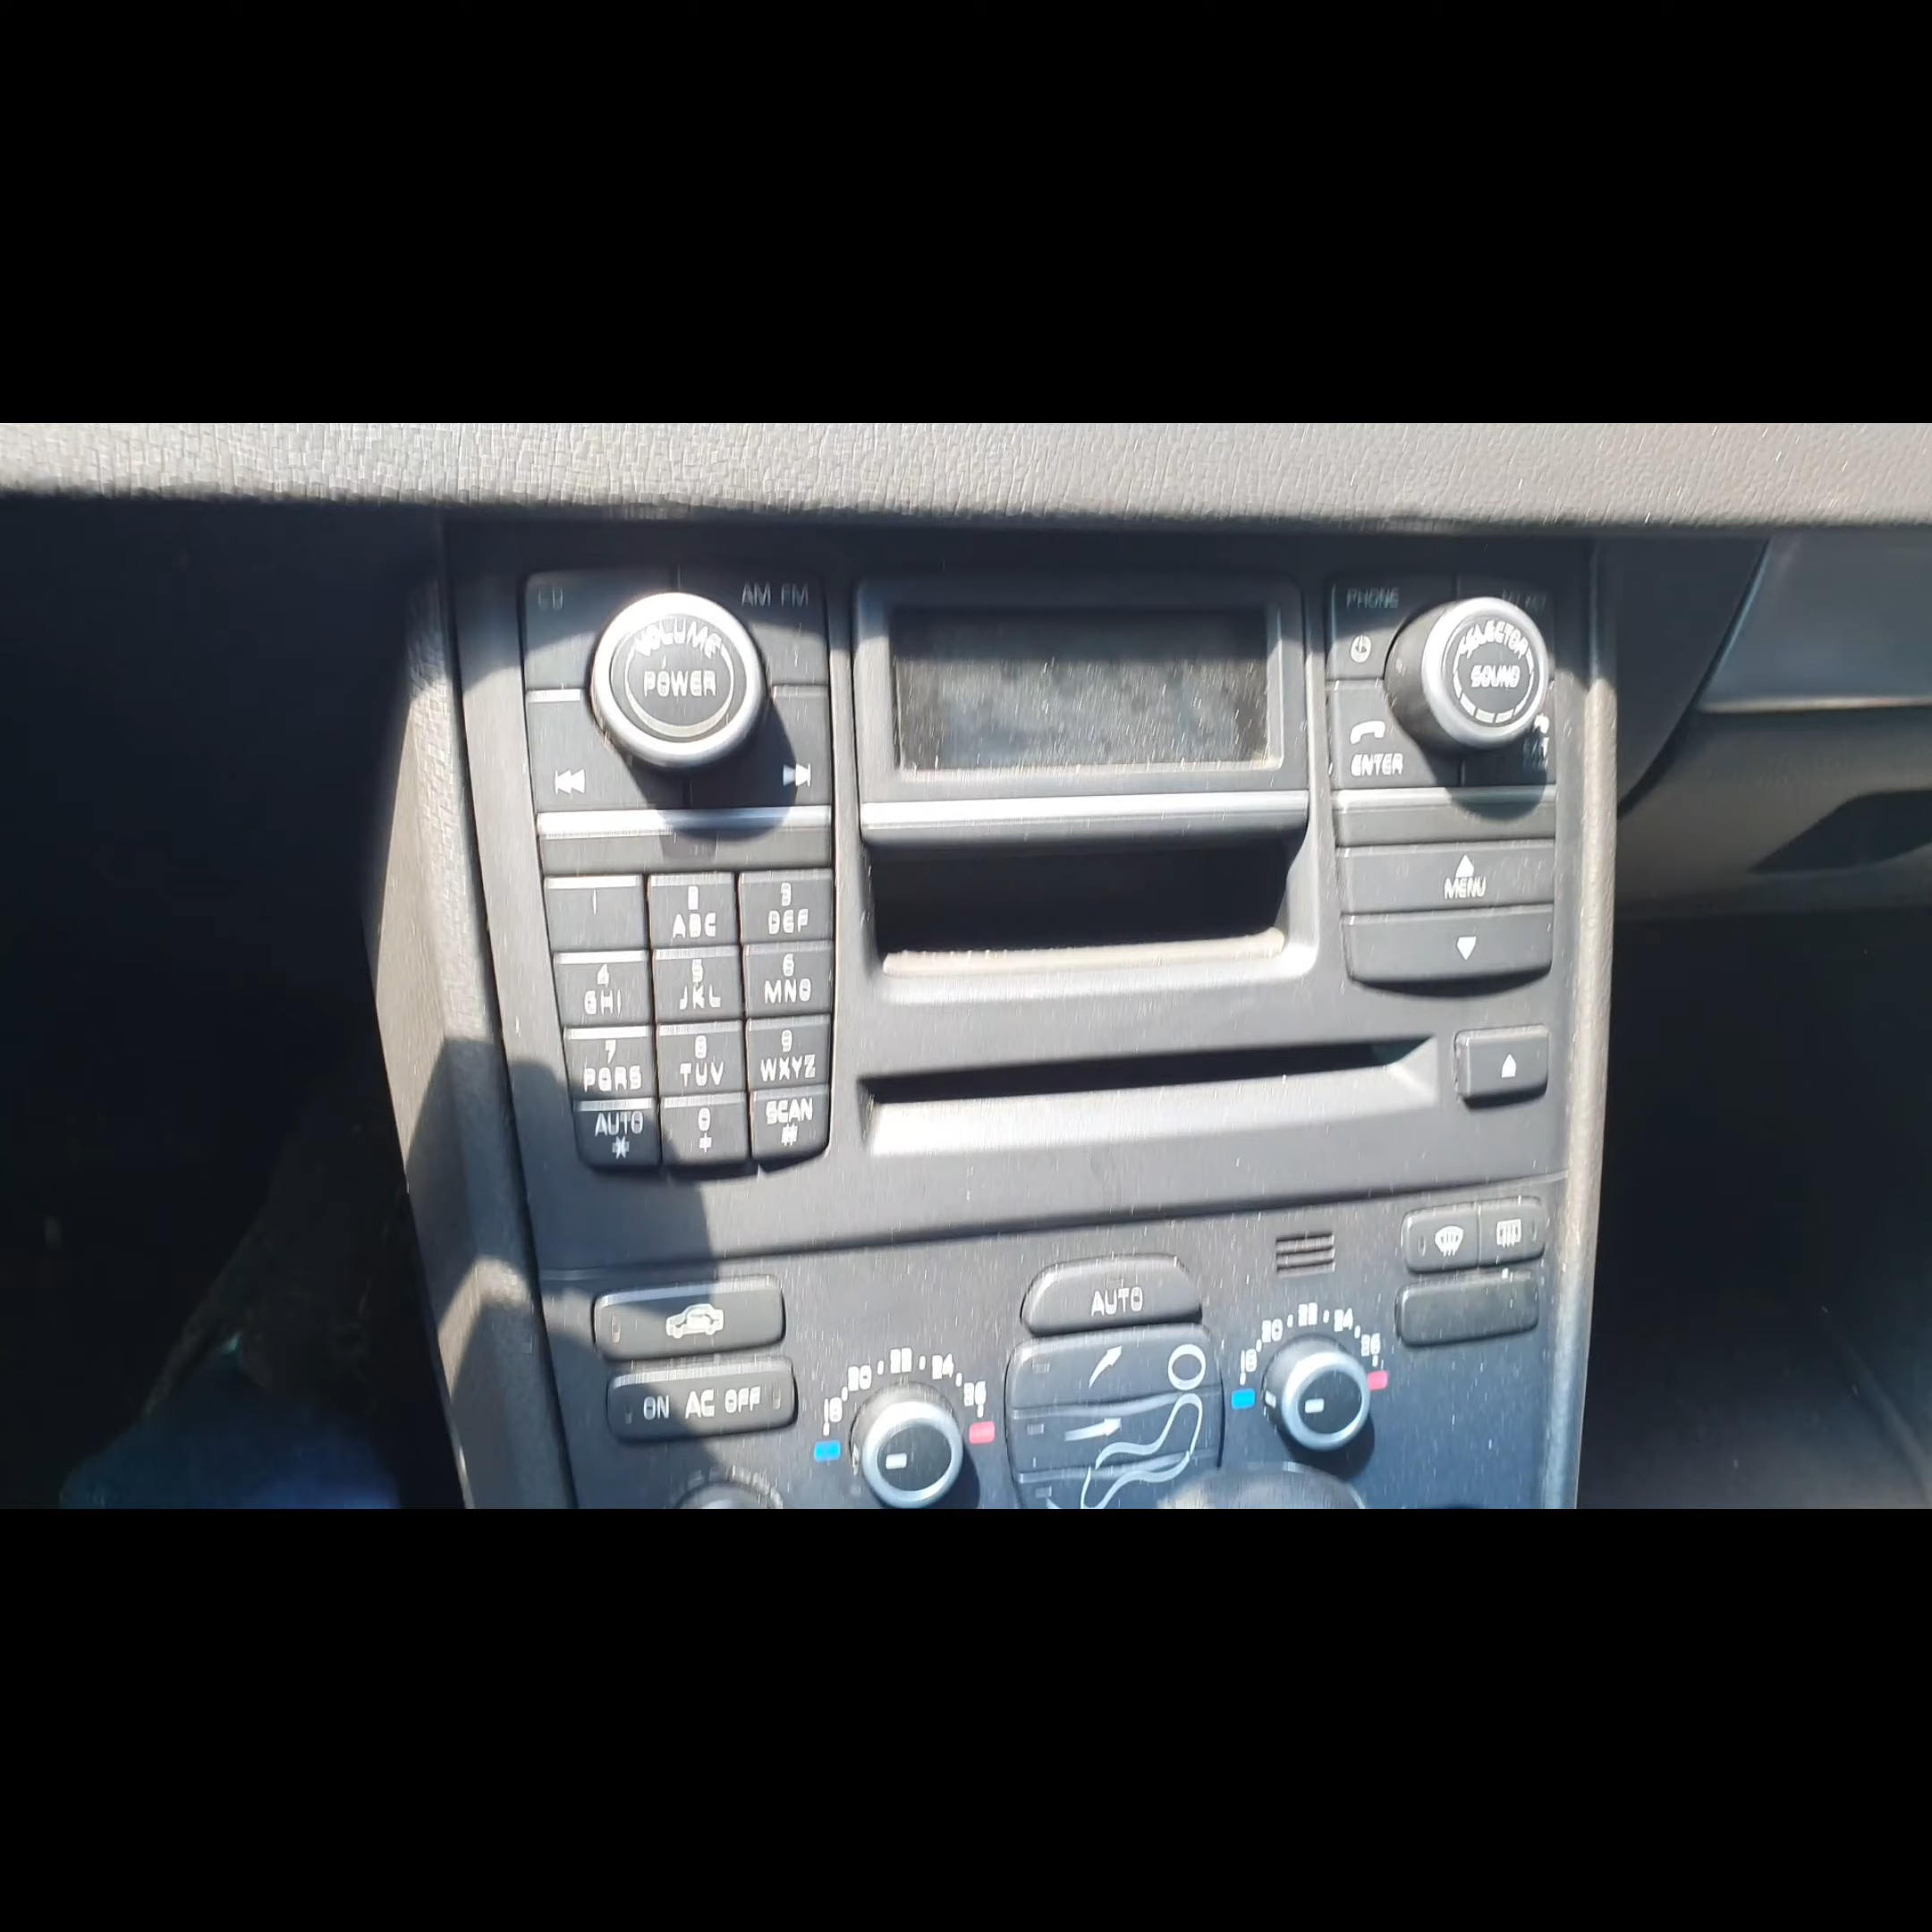 CD
AM FM
VOLUME
POWER
PHONE
SELECTOR
SOUND
ENTER
MENU
1
2
ABC
3
DEF
4
GHI
5
JKL
6
MNO
7
PQRS
8
TUV
9
WXYZ
AUTO
*
0
+
SCAN
#
AUTO
ON AC OFF
18 20 22 24 26
18 20 22 24 26